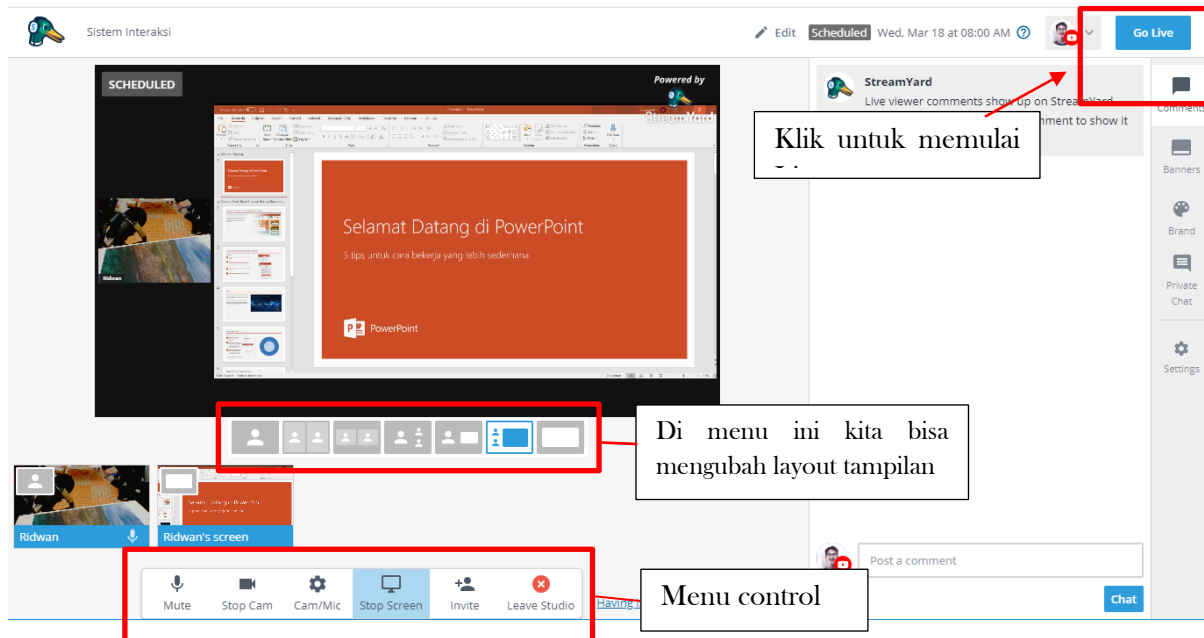 Sistem Interaksi
Edit Scheduled Wed, Mar 18 at 08:00 AM
Go Live
SCHEDULED
Powered by
StreamYard
Selamat Datang di PowerPoint
5 tips untuk cara bekerja yang lebih sederhana
PowerPoint
Ridwan
StreamYard
Live viewer comments show up on StreamYard
comment to show it
Klik untuk memulai
Comments
Banners
Brand
Private
Chat
Settings
Di menu ini kita bisa
mengubah layout tampilan
Ridwan
Ridwan's screen
Mute
Stop Cam
Cam/Mic
Stop Screen
Invite
Leave Studio
Having
Menu control
Post a comment
Chat